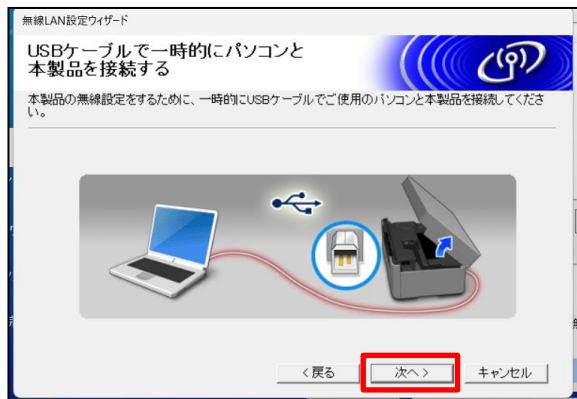 無線LAN設定ウィザード
USBケーブルで一時的にパソコンと
本製品を接続する
本製品の無線設定をするために、一時的にUSBケーブルでご使用のパソコンと本製品を接続してくださ
い。
<戻る 次へ> キャンセル